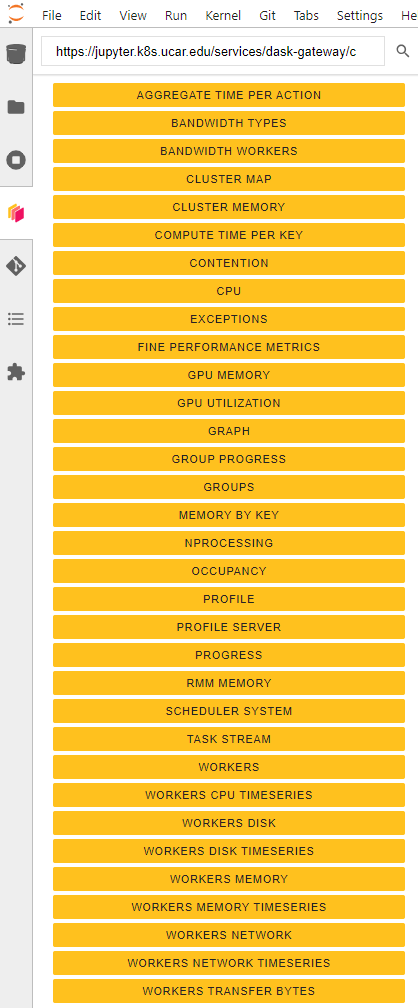 File Edit View Run Kernel Git Tabs Settings He
https://jupyter.k8s.ucar.edu/services/dask-gateway/c
AGGREGATE TIME PER ACTION
BANDWIDTH TYPES
BANDWIDTH WORKERS
CLUSTER MAP
CLUSTER MEMORY
COMPUTE TIME PER KEY
CONTENTION
CPU
EXCEPTIONS
FINE PERFORMANCE METRICS
GPU MEMORY
GPU UTILIZATION
GRAPH
GROUP PROGRESS
GROUPS
MEMORY BY KEY
NPROCESSING
OCCUPANCY
PROFILE
PROFILE SERVER
PROGRESS
RMM MEMORY
SCHEDULER SYSTEM
TASK STREAM
WORKERS
WORKERS CPU TIMESERIES
WORKERS DISK
WORKERS DISK TIMESERIES
WORKERS MEMORY
WORKERS MEMORY TIMESERIES
WORKERS NETWORK
WORKERS NETWORK TIMESERIES
WORKERS TRANSFER BYTES